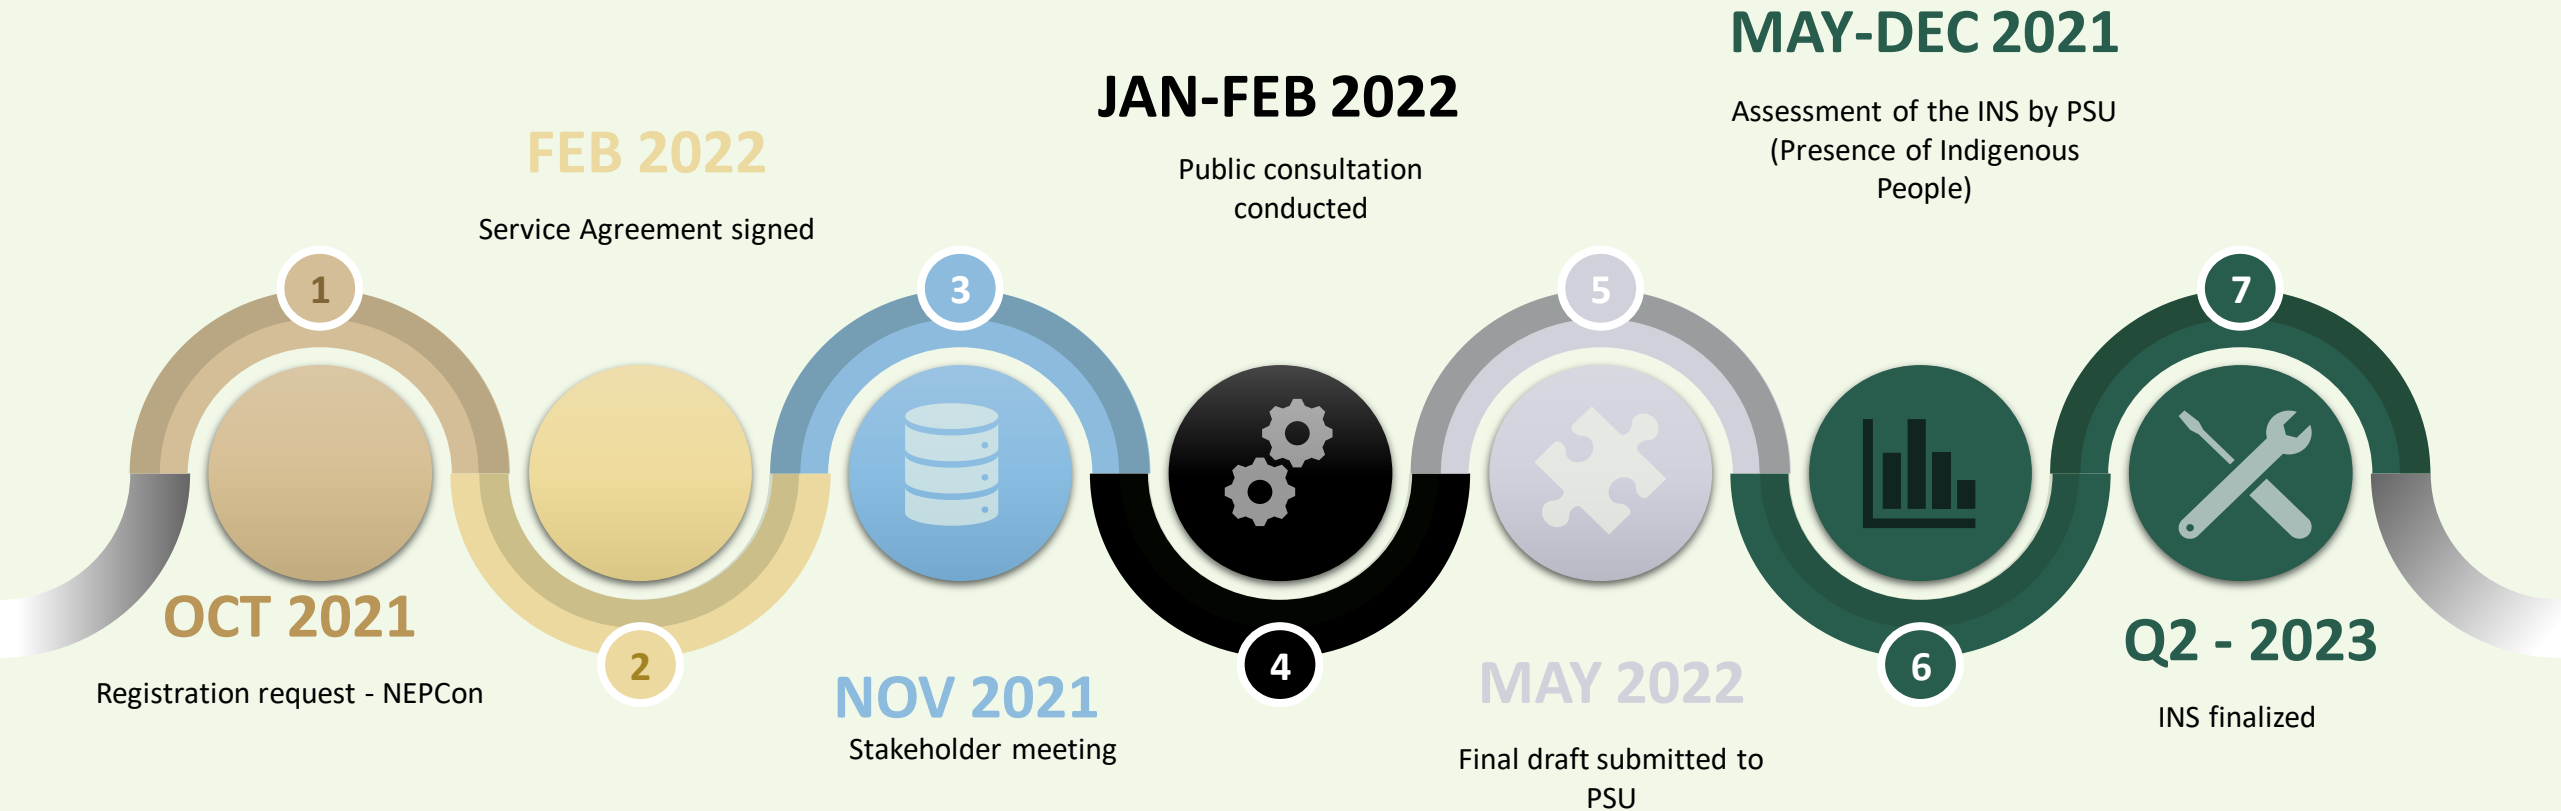 1
OCT 2021
Registration request - NEPCon
FEB 2022
Service Agreement signed
2
3
NOV 2021
Stakeholder meeting
JAN-FEB 2022
Public consultation
conducted
4
5
MAY 2022
Final draft submitted to
PSU
MAY-DEC 2021
Assessment of the INS by PSU
(Presence of Indigenous
People)
6
7
Q2 - 2023
INS finalized